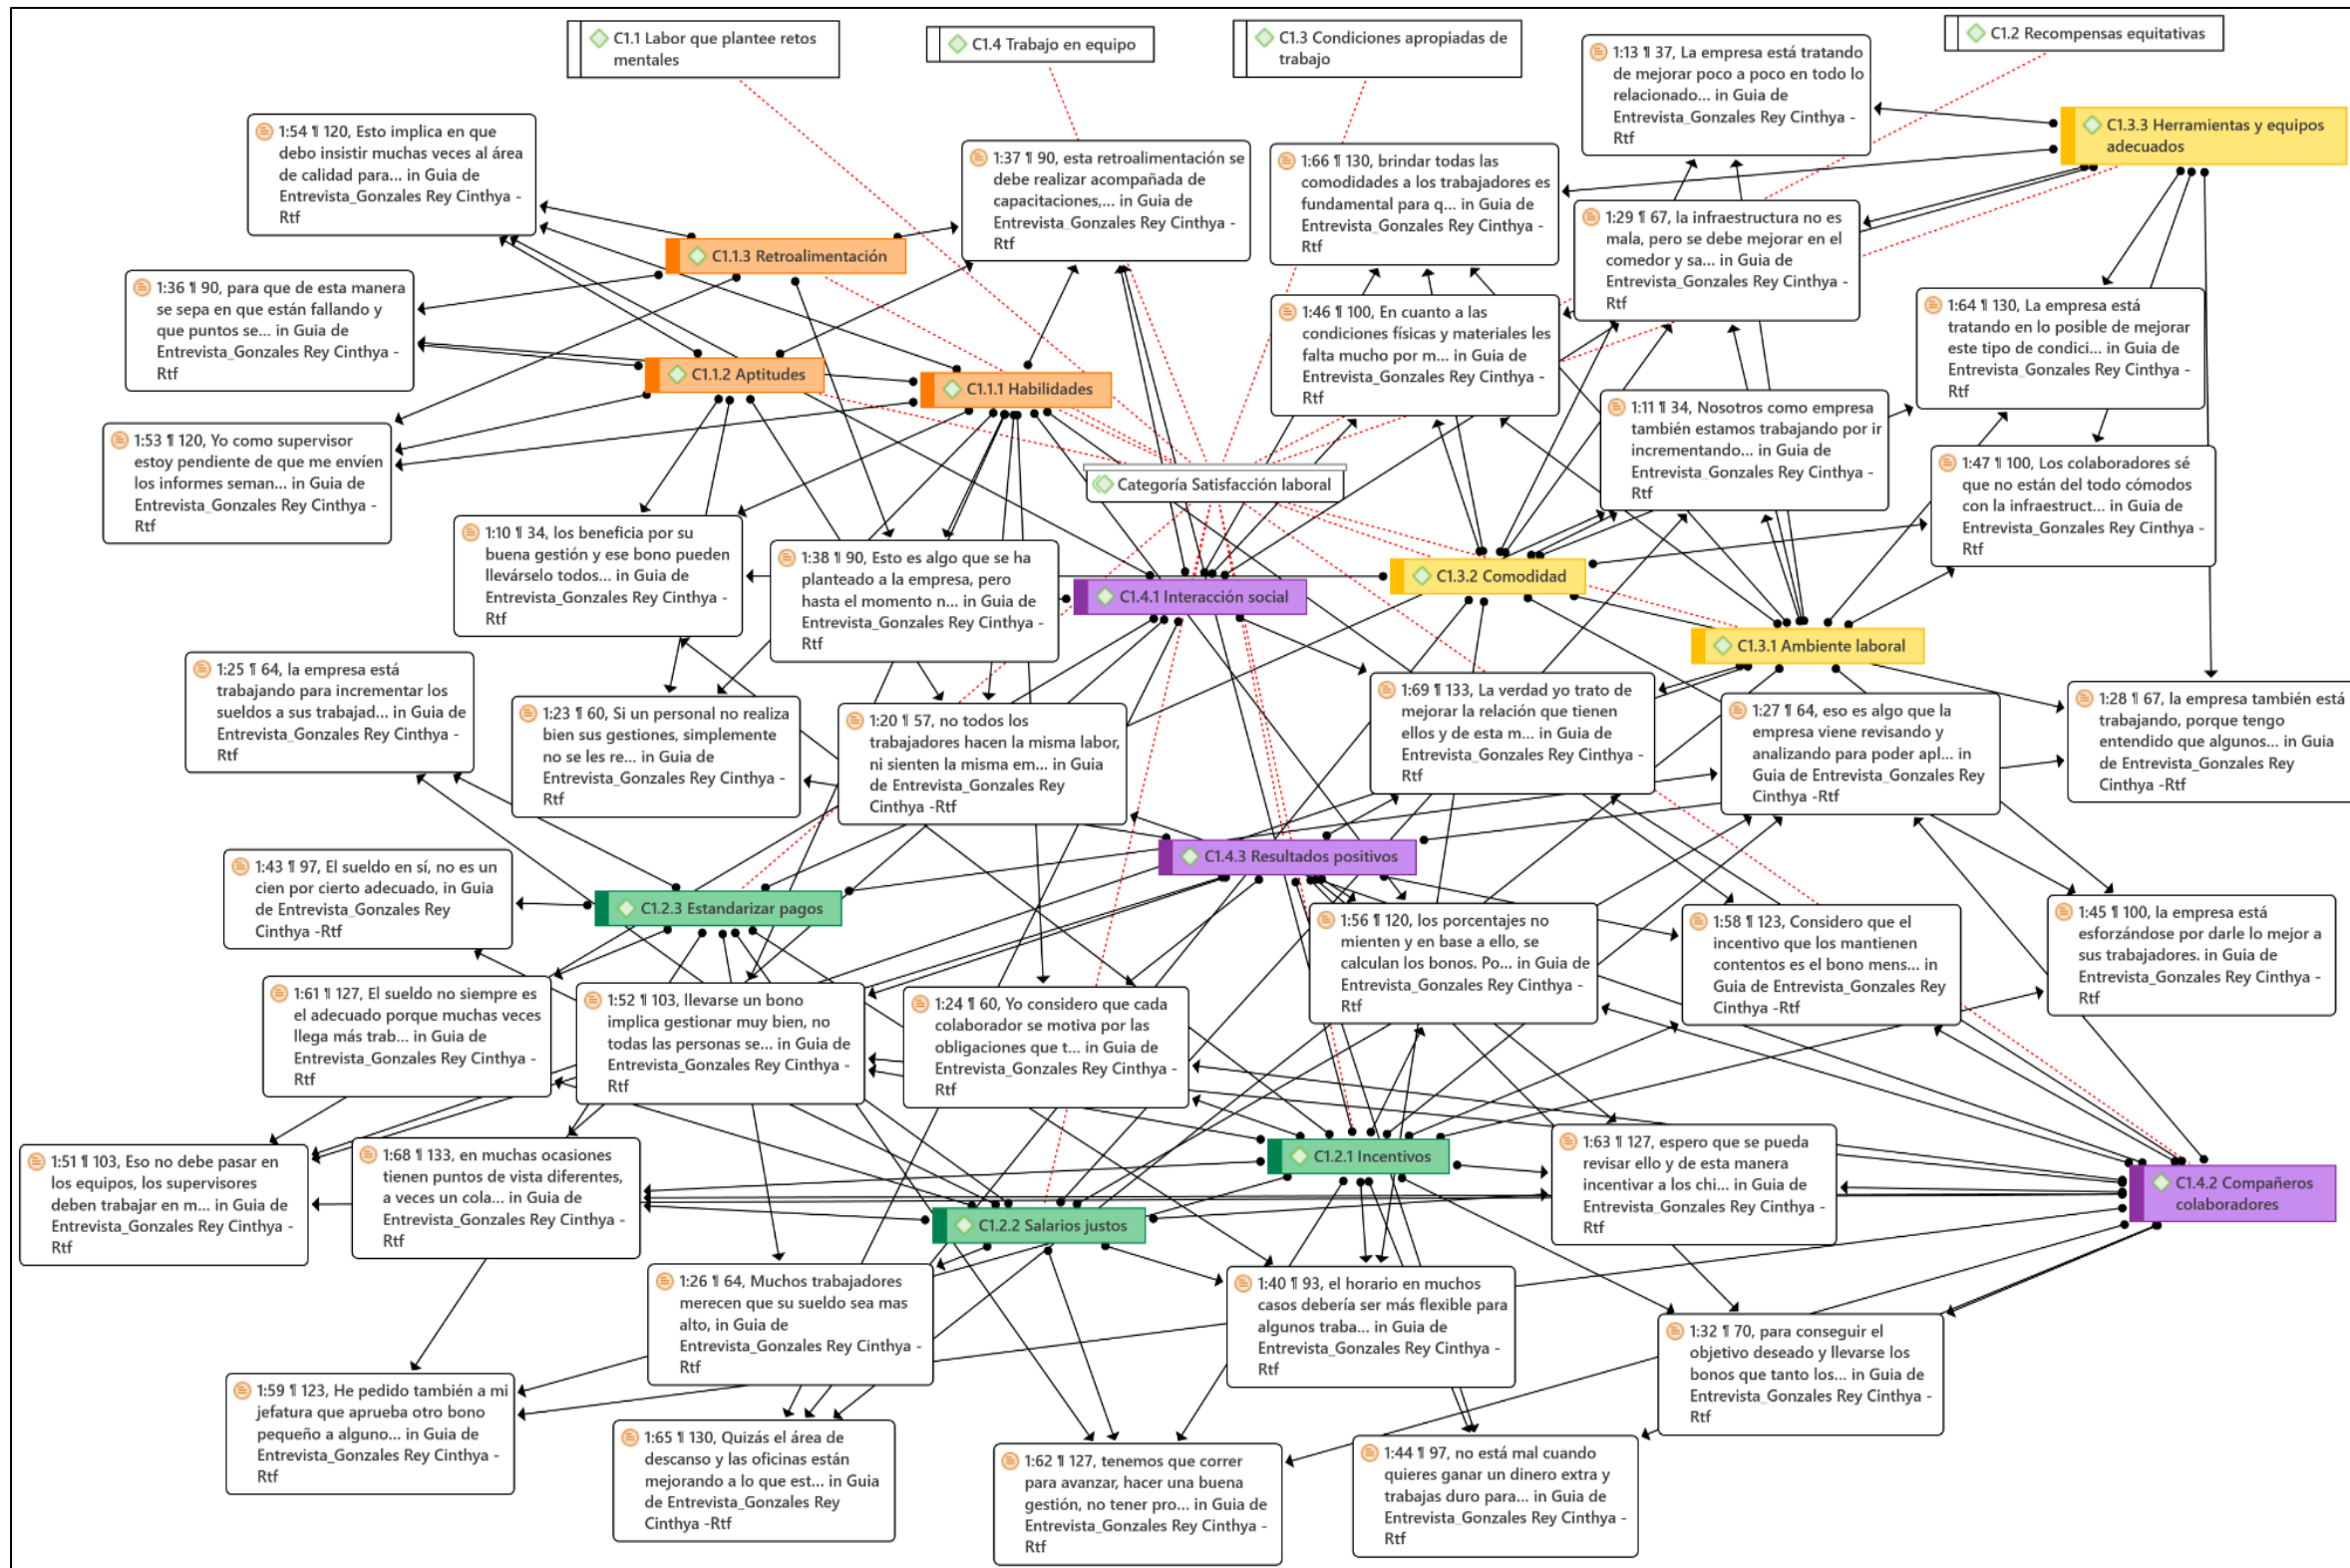 C1.1 Labor que plantee retos
mentales
C1.4 Trabajo en equipo
C1.3 Condiciones apropiadas de
trabajo
C1.2 Recompensas equitativas
1:13 ¶ 37, La empresa está tratando
de mejorar poco a poco en todo lo
relacionado... in Guia de
Entrevista_Gonzales Rey Cinthya -
Rtf
C1.3.3 Herramientas y equipos
adecuados
1:54 ¶ 120, Esto implica en que
debo insistir muchas veces al área
de calidad para... in Guia de
Entrevista_Gonzales Rey Cinthya -
Rtf
1:37 ¶ 90, esta retroalimentación se
debe realizar acompañada de
capacitaciones,... in Guia de
Entrevista_Gonzales Rey Cinthya -
Rtf
1:66 ¶ 130, brindar todas las
comodidades a los trabajadores es
fundamental para q... in Guia de
Entrevista_Gonzales Rey Cinthya -
Rtf
1:29 ¶ 67, la infraestructura no es
mala, pero se debe mejorar en el
comedor y sa... in Guia de
Entrevista_Gonzales Rey Cinthya -
Rtf
C1.1.3 Retroalimentación
1:36 ¶ 90, para que de esta manera
se sepa en que están fallando y
que puntos se... in Guia de
Entrevista_Gonzales Rey Cinthya -
Rtf
1:46 ¶ 100, En cuanto a las
condiciones físicas y materiales les
falta mucho por m... in Guia de
Entrevista_Gonzales Rey Cinthya -
Rtf
1:64 ¶ 130, La empresa está
tratando en lo posible de mejorar
este tipo de condici... in Guia de
Entrevista_Gonzales Rey Cinthya -
Rtf
C1.1.2 Aptitudes
C1.1.1 Habilidades
1:11 ¶ 34, Nosotros como empresa
también estamos trabajando por ir
incrementando... in Guia de
Entrevista_Gonzales Rey Cinthya -
Rtf
1:53 ¶ 120, Yo como supervisor
estoy pendiente de que me envíen
los informes seman... in Guia de
Entrevista_Gonzales Rey Cinthya -
Rtf
1:47 ¶ 100, Los colaboradores sé
que no están del todo cómodos
con la infraestruct... in Guia de
Entrevista_Gonzales Rey Cinthya -
Rtf
Categoría Satisfacción laboral
1:10 ¶ 34, los beneficia por su
buena gestión y ese bono pueden
llevárselo todos... in Guia de
Entrevista_Gonzales Rey Cinthya -
Rtf
1:38 ¶ 90, Esto es algo que se ha
planteado a la empresa, pero
hasta el momento n... in Guia de
Entrevista_Gonzales Rey Cinthya -
Rtf
C1.3.2 Comodidad
C1.4.1 Interacción social
C1.3.1 Ambiente laboral
1:25 ¶ 64, la empresa está
trabajando para incrementar los
sueldos a sus trabajad... in Guia de
Entrevista_Gonzales Rey Cinthya -
Rtf
1:23 ¶ 60, Si un personal no realiza
bien sus gestiones, simplemente
no se les re... in Guia de
Entrevista_Gonzales Rey Cinthya -
Rtf
1:20 ¶ 57, no todos los
trabajadores hacen la misma labor,
ni sienten la misma em... in Guia
de Entrevista_Gonzales Rey
Cinthya -Rtf
1:69 ¶ 133, La verdad yo trato de
mejorar la relación que tienen
ellos y de esta m... in Guia de
Entrevista_Gonzales Rey Cinthya -
Rtf
1:27 ¶ 64, eso es algo que la
empresa viene revisando y
analizando para poder apl... in
Guia de Entrevista_Gonzales Rey
Cinthya -Rtf
1:28 ¶ 67, la empresa también está
trabajando, porque tengo
entendido que algunos... in Guia
de Entrevista_Gonzales Rey
Cinthya -Rtf
1:43 ¶ 97, El sueldo en sí, no es un
cien por cierto adecuado, in Guia
de Entrevista_Gonzales Rey
Cinthya -Rtf
C1.4.3 Resultados positivos
C1.2.3 Estandarizar pagos
1:56 ¶ 120, los porcentajes no
mienten y en base a ello, se
calculan los bonos. Po... in Guia de
Entrevista_Gonzales Rey Cinthya -
Rtf
1:58 ¶ 123, Considero que el
incentivo que los mantienen
contentos es el bono mens... in
Guia de Entrevista_Gonzales Rey
Cinthya -Rtf
1:45 ¶ 100, la empresa está
esforzándose por darle lo mejor a
sus trabajadores. in Guia de
Entrevista_Gonzales Rey Cinthya -
Rtf
1:61 ¶ 127, El sueldo no siempre es
el adecuado porque muchas veces
llega más trab... in Guia de
Entrevista_Gonzales Rey Cinthya -
Rtf
1:52 ¶ 103, llevarse un bono
implica gestionar muy bien, no
todas las personas se... in Guia de
Entrevista_Gonzales Rey Cinthya -
Rtf
1:24 ¶ 60, Yo considero que cada
colaborador se motiva por las
obligaciones que t... in Guia de
Entrevista_Gonzales Rey Cinthya -
Rtf
1:51 ¶ 103, Eso no debe pasar en
los equipos, los supervisores
deben trabajar en m... in Guia de
Entrevista_Gonzales Rey Cinthya -
Rtf
1:68 ¶ 133, en muchas ocasiones
tienen puntos de vista diferentes,
a veces un cola... in Guia de
Entrevista_Gonzales Rey Cinthya -
Rtf
C1.2.1 Incentivos
1:63 ¶ 127, espero que se pueda
revisar ello y de esta manera
incentivar a los chi... in Guia de
Entrevista_Gonzales Rey Cinthya -
Rtf
C1.4.2 Compañeros
colaboradores
C1.2.2 Salarios justos
1:26 ¶ 64, Muchos trabajadores
merecen que su sueldo sea mas
alto, in Guia de
Entrevista_Gonzales Rey Cinthya -
Rtf
1:40 ¶ 93, el horario en muchos
casos debería ser más flexible para
algunos traba... in Guia de
Entrevista_Gonzales Rey Cinthya -
Rtf
1:32 ¶ 70, para conseguir el
objetivo deseado y llevarse los
bonos que tanto los... in Guia de
Entrevista_Gonzales Rey Cinthya -
Rtf
1:59 ¶ 123, He pedido también a mi
jefatura que aprueba otro bono
pequeño a alguno... in Guia de
Entrevista_Gonzales Rey Cinthya -
Rtf
1:65 ¶ 130, Quizás el área de
descanso y las oficinas están
mejorando a lo que est... in Guia
de Entrevista_Gonzales Rey
Cinthya -Rtf
1:62 ¶ 127, tenemos que correr
para avanzar, hacer una buena
gestión, no tener pro... in Guia de
Entrevista_Gonzales Rey Cinthya -
Rtf
1:44 ¶ 97, no está mal cuando
quieres ganar un dinero extra y
trabajas duro para... in Guia de
Entrevista_Gonzales Rey Cinthya -
Rtf